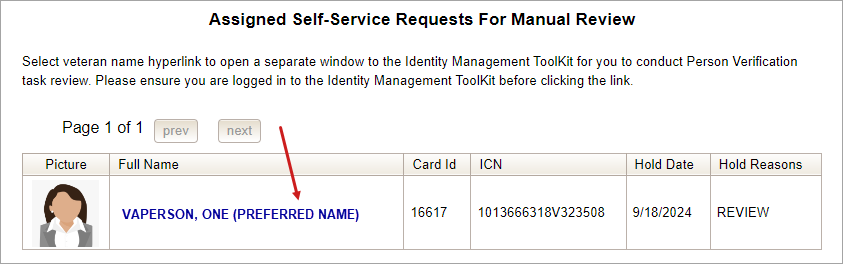 Assigned Self-Service Requests For Manual Review
Select veteran name hyperlink to open a separate window to the Identity Management ToolKit for you to conduct Person Verification
task review. Please ensure you are logged in to the Identity Management ToolKit before clicking the link.
Page 1 of 1 prev next
Picture Full Name Card Id ICN Hold Date Hold Reasons
VAPERSON, ONE (PREFERRED NAME) 16617 1013666318V323508 9/18/2024 REVIEW